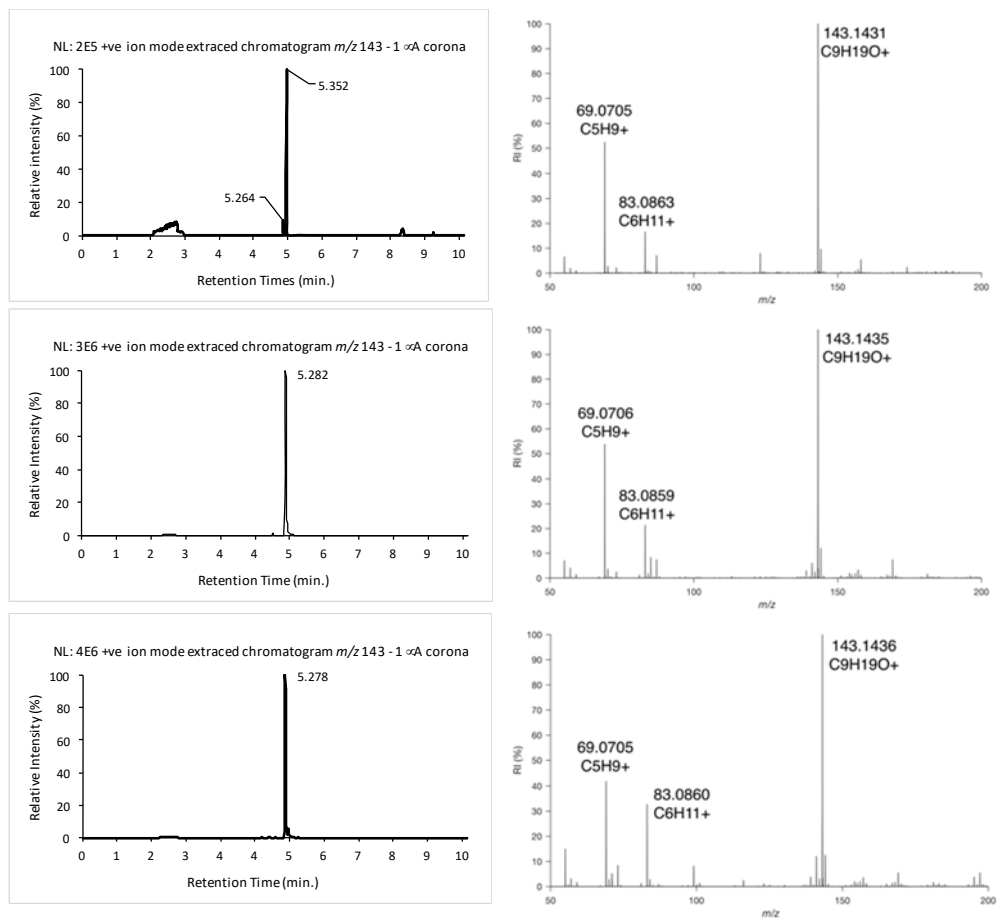 NL: 2E5 +ve ion mode extraced chromatogram m/z 143 - 1 ∝A corona
Relative intensity (%)
100
80
60
40
20
0
5.352
5.264
0 1 2 3 4 5 6 7 8 9 10
Retention Times (min.)
RI (%)
100
90
80
70
60
50
40
30
20
10
0
143.1431
C9H19O+
69.0705
C5H9+
83.0863
C6H11+
50 100 150 200
m/z
NL: 3E6 +ve ion mode extraced chromatogram m/z 143 - 1 ∝A corona
Relative Intensity (%)
100
80
60
40
20
0
5.282
0 1 2 3 4 5 6 7 8 9 10
Retention Time (min.)
RI (%)
100
90
80
70
60
50
40
30
20
10
0
143.1435
C9H19O+
69.0706
C5H9+
83.0859
C6H11+
50 100 150 200
m/z
NL: 4E6 +ve ion mode extraced chromatogram m/z 143 - 1 ∝A corona
Relative Intensity (%)
100
80
60
40
20
0
5.278
0 1 2 3 4 5 6 7 8 9 10
Retention Time (min.)
RI (%)
100
90
80
70
60
50
40
30
20
10
0
143.1436
C9H19O+
69.0705
C5H9+
83.0860
C6H11+
50 100 150 200
m/z